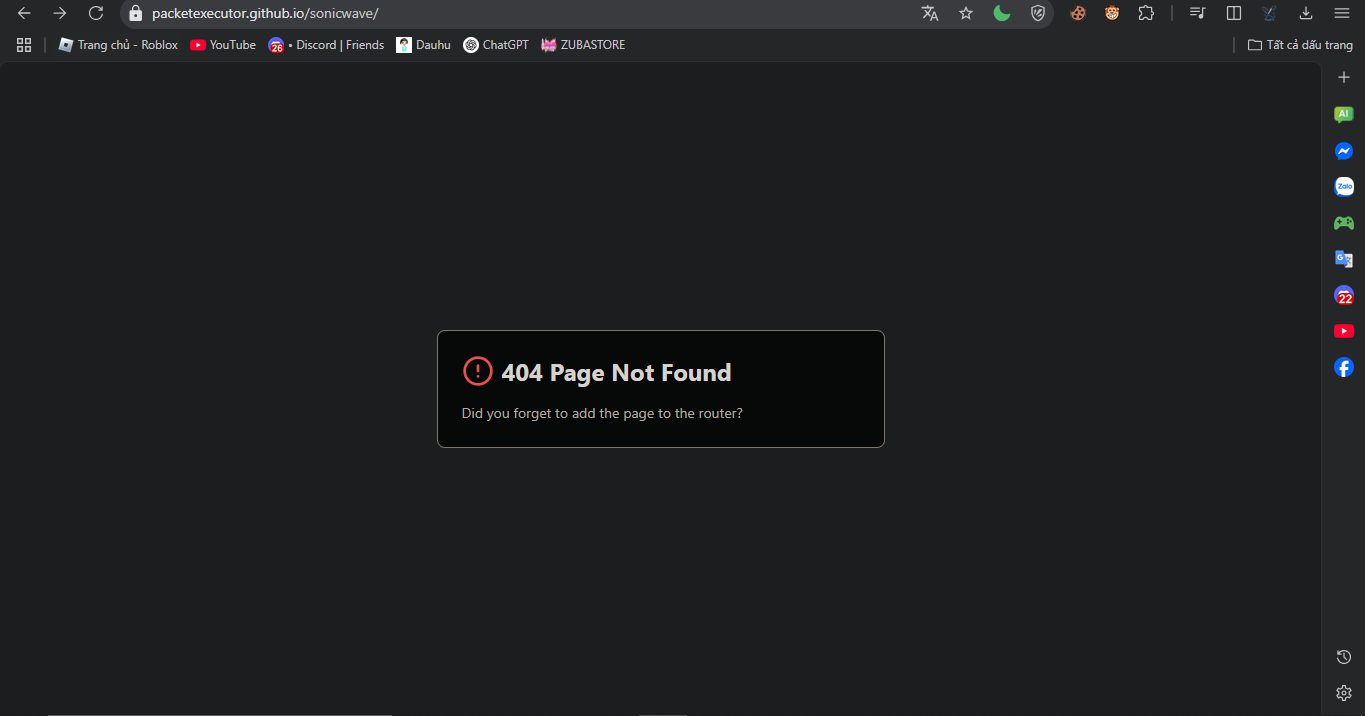 packetexecutor.github.io/sonicwave/
Trang chủ - Roblox
YouTube
26
• Discord | Friends
Dauhu
ChatGPT
ZUBASTORE
Tất cả dấu trang
AI
Zalo
G
22
404 Page Not Found
Did you forget to add the page to the router?